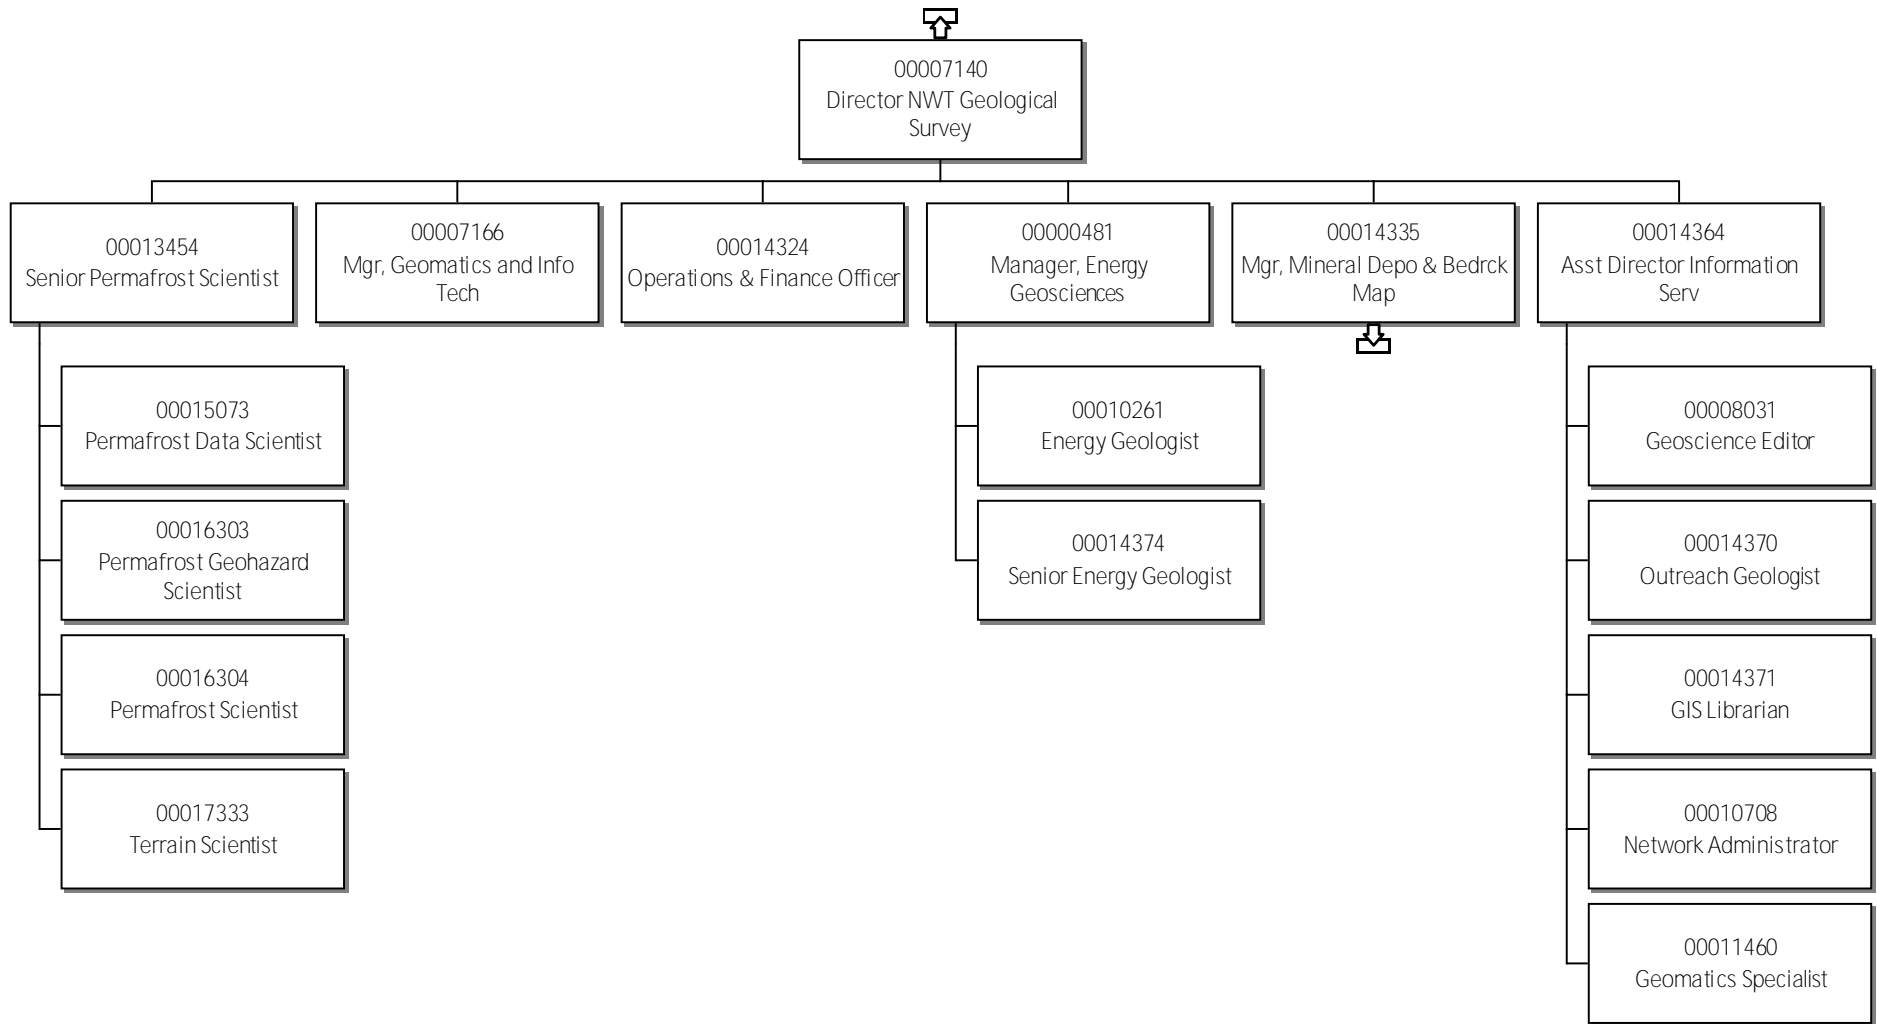 00007140
Director NWT Geological
Survey
00013454
Senior Permafrost Scientist
00007166
Mgr, Geomatics and Info
Tech
00014324
Operations & Finance Officer
00000481
Manager, Energy
Geosciences
00014335
Mgr, Mineral Depo & Bedrck
Map
00014364
Asst Director Information
Serv
00015073
Permafrost Data Scientist
00016303
Permafrost Geohazard
Scientist
00016304
Permafrost Scientist
00017333
Terrain Scientist
00010261
Energy Geologist
00014374
Senior Energy Geologist
00008031
Geoscience Editor
00014370
Outreach Geologist
00014371
GIS Librarian
00010708
Network Administrator
00011460
Geomatics Specialist